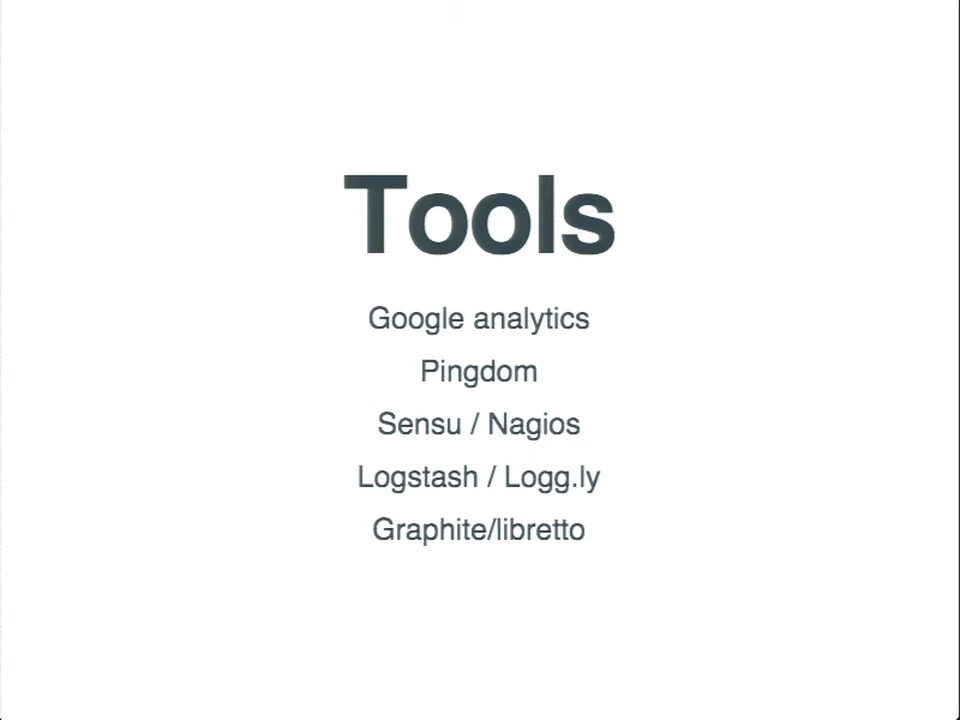 Tools
Google analytics
Pingdom
Sensu / Nagios
Logstash / Logg.ly
Graphite/libretto